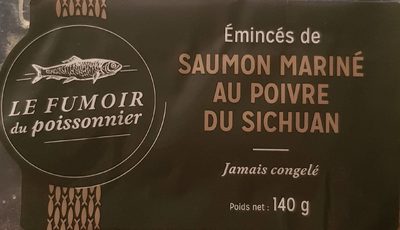 LE FUMOIR
du poissonnier
Émincés de
SAUMON MARINÉ
AU POIVRE
DU SICHUAN
Jamais congelé
Poids net : 140 g